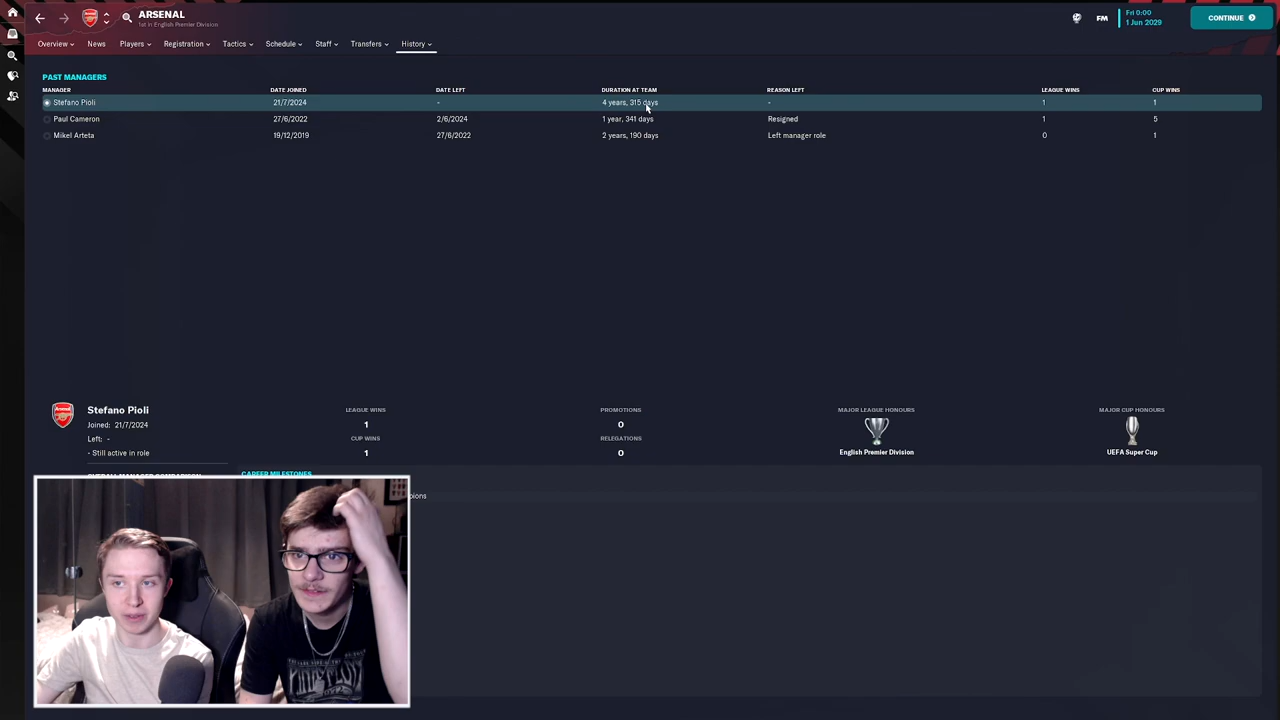 ARSENAL
1st in English Premier Division
FM
Fri 0:00
1 Jun 2029
CONTINUE
Overview News Players Registration Tactics Schedule Staff Transfers History
PAST MANAGERS
MANAGER DATE JOINED DATE LEFT DURATION AT TEAM REASON LEFT LEAGUE WINS CUP WINS
Stefano Pioli 21/7/2024 - 4 years, 315 days - 1 1
Paul Cameron 27/6/2022 2/6/2024 1 year, 341 days Resigned 1 5
Mikel Arteta 19/12/2019 27/6/2022 2 years, 190 days Left manager role 0 1
Stefano Pioli
Joined: 21/7/2024
Left: -
- Still active in role
LEAGUE WINS
1
CUP WINS
1
PROMOTIONS
0
RELEGATIONS
0
MAJOR LEAGUE HONOURS
English Premier Division
MAJOR CUP HONOURS
UEFA Super Cup
CAREER MILESTONES